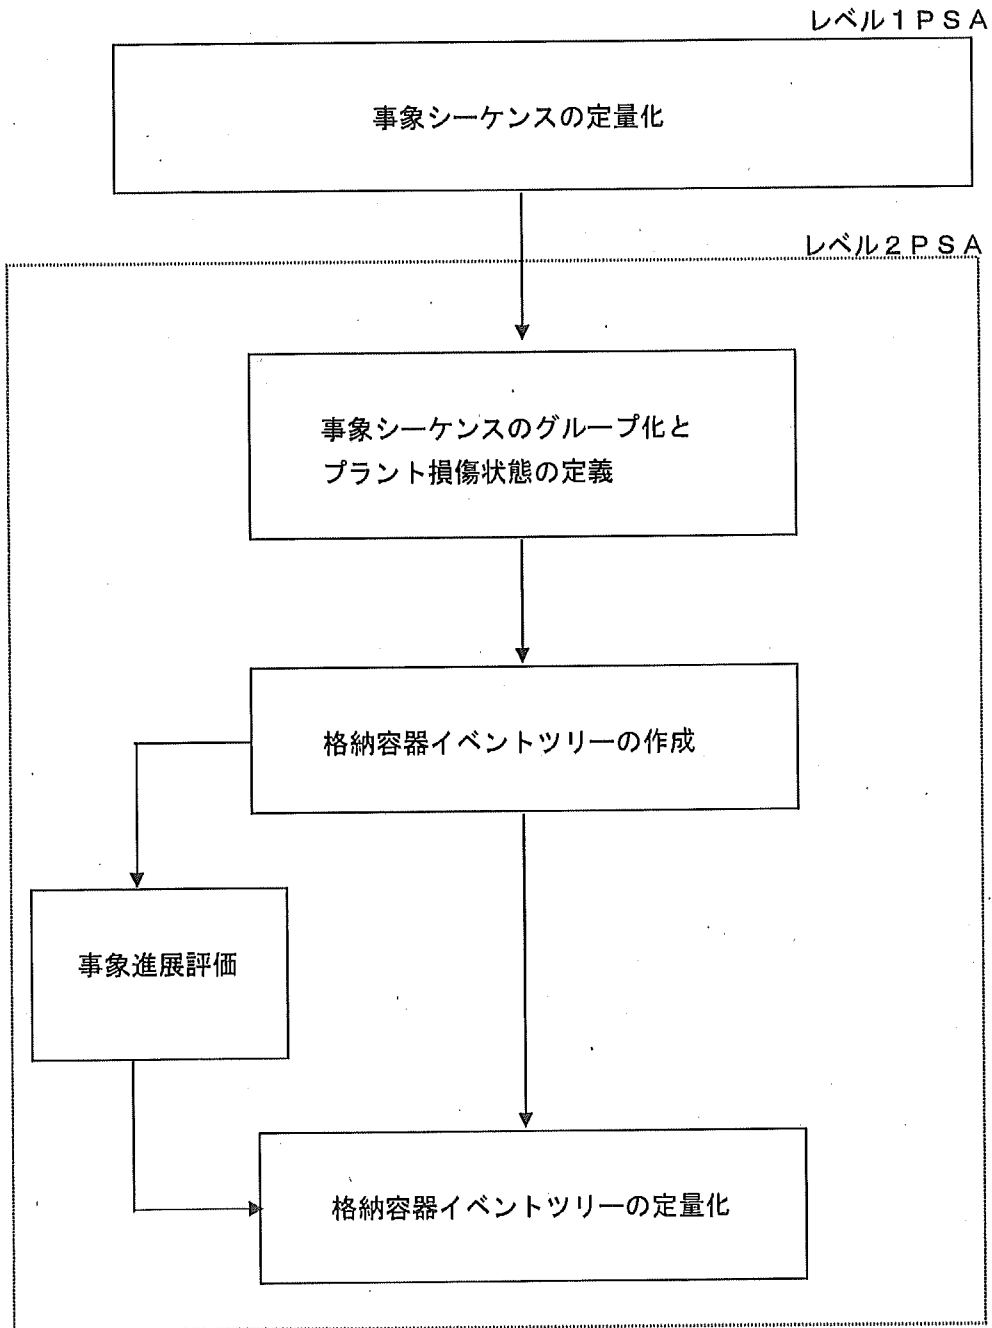 レベル1PSA
事象シーケンスの定量化
レベル2PSA
事象シーケンスのグループ化と
プラント損傷状態の定義
格納容器イベントツリーの作成
事象進展評価
格納容器イベントツリーの定量化